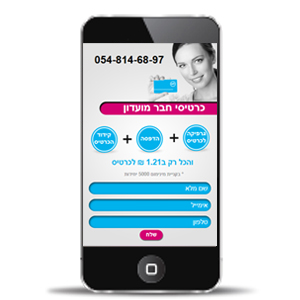 054-814-68-97
כרטיסי חבר מועדון
גרפיקה לכרטיס + הדפסה + קידוד הכרטיס
והכל רק ב1.21 ₪ לכרטיס
* בקניית מינימום 5000 יחידות
שם מלא
אימייל
טלפון
שלח